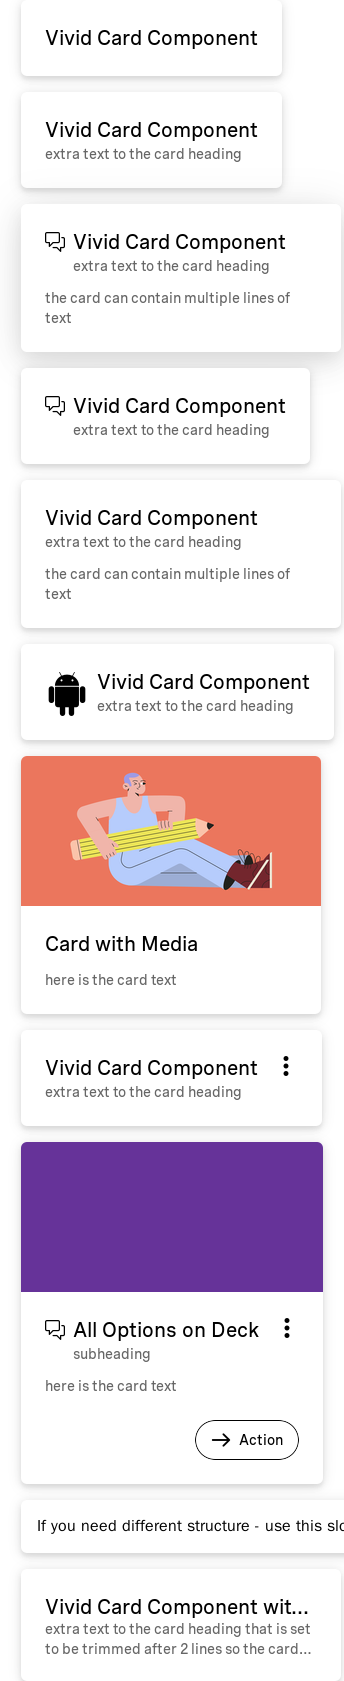 Vivid Card Component
Vivid Card Component
extra text to the card heading
Vivid Card Component
extra text to the card heading
the card can contain multiple lines of
text
Vivid Card Component
extra text to the card heading
Vivid Card Component
extra text to the card heading
the card can contain multiple lines of
text
Vivid Card Component
extra text to the card heading
Card with Media
here is the card text
Vivid Card Component
extra text to the card heading
All Options on Deck
subheading
here is the card text
Action
If you need different structure - use this slo
Vivid Card Component wit...
extra text to the card heading that is set
to be trimmed after 2 lines so the card...